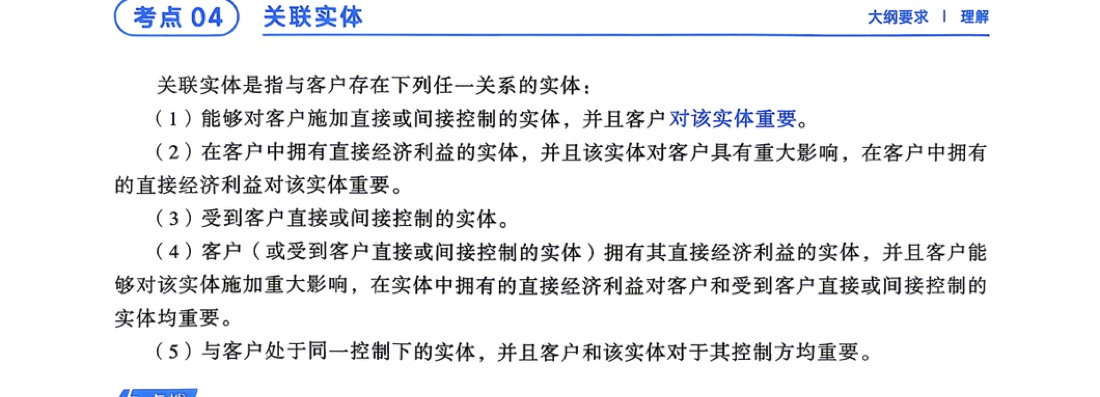 考点 04 关联实体 大纲要求 | 理解
关联实体是指与客户存在下列任一关系的实体：
（1）能够对客户施加直接或间接控制的实体，并且客户对该实体重要。
（2）在客户中拥有直接经济利益的实体，并且该实体对客户具有重大影响，在客户中拥有
的直接经济利益对该实体重要。
（3）受到客户直接或间接控制的实体。
（4）客户（或受到客户直接或间接控制的实体）拥有其直接经济利益的实体，并且客户能
够对该实体施加重大影响，在实体中拥有的直接经济利益对客户和受到客户直接或间接控制的
实体均重要。
（5）与客户处于同一控制下的实体，并且客户和该实体对于其控制方均重要。